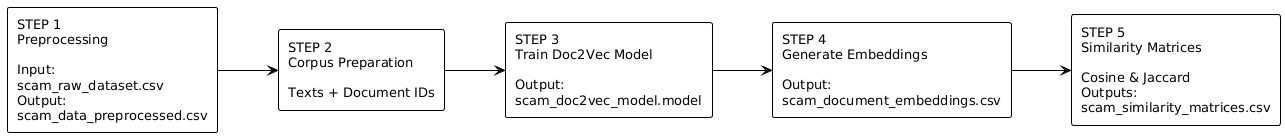 STEP 1
Preprocessing
Input:
scam_raw_dataset.csv
Output:
scam_data_preprocessed.csv
STEP 2
Corpus Preparation
Texts + Document IDs
STEP 3
Train Doc2Vec Model
Output:
scam_doc2vec_model.model
STEP 4
Generate Embeddings
Output:
scam_document_embeddings.csv
STEP 5
Similarity Matrices
Cosine & Jaccard
Outputs:
scam_similarity_matrices.csv